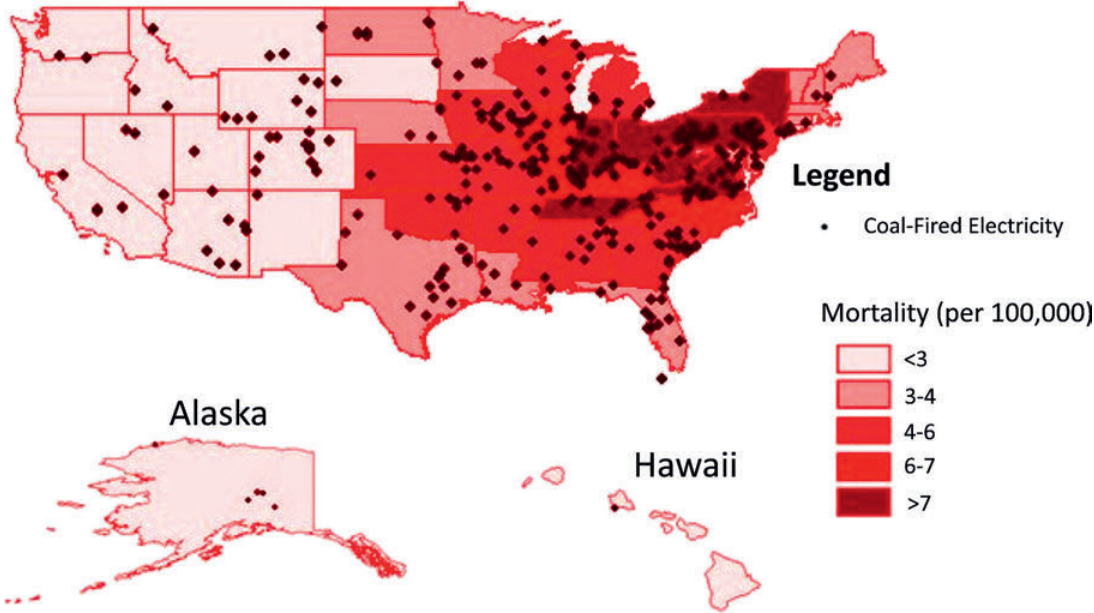 Legend
Coal-Fired Electricity
Mortality (per 100,000)
<3
3-4
4-6
6-7
>7
Alaska
Hawaii